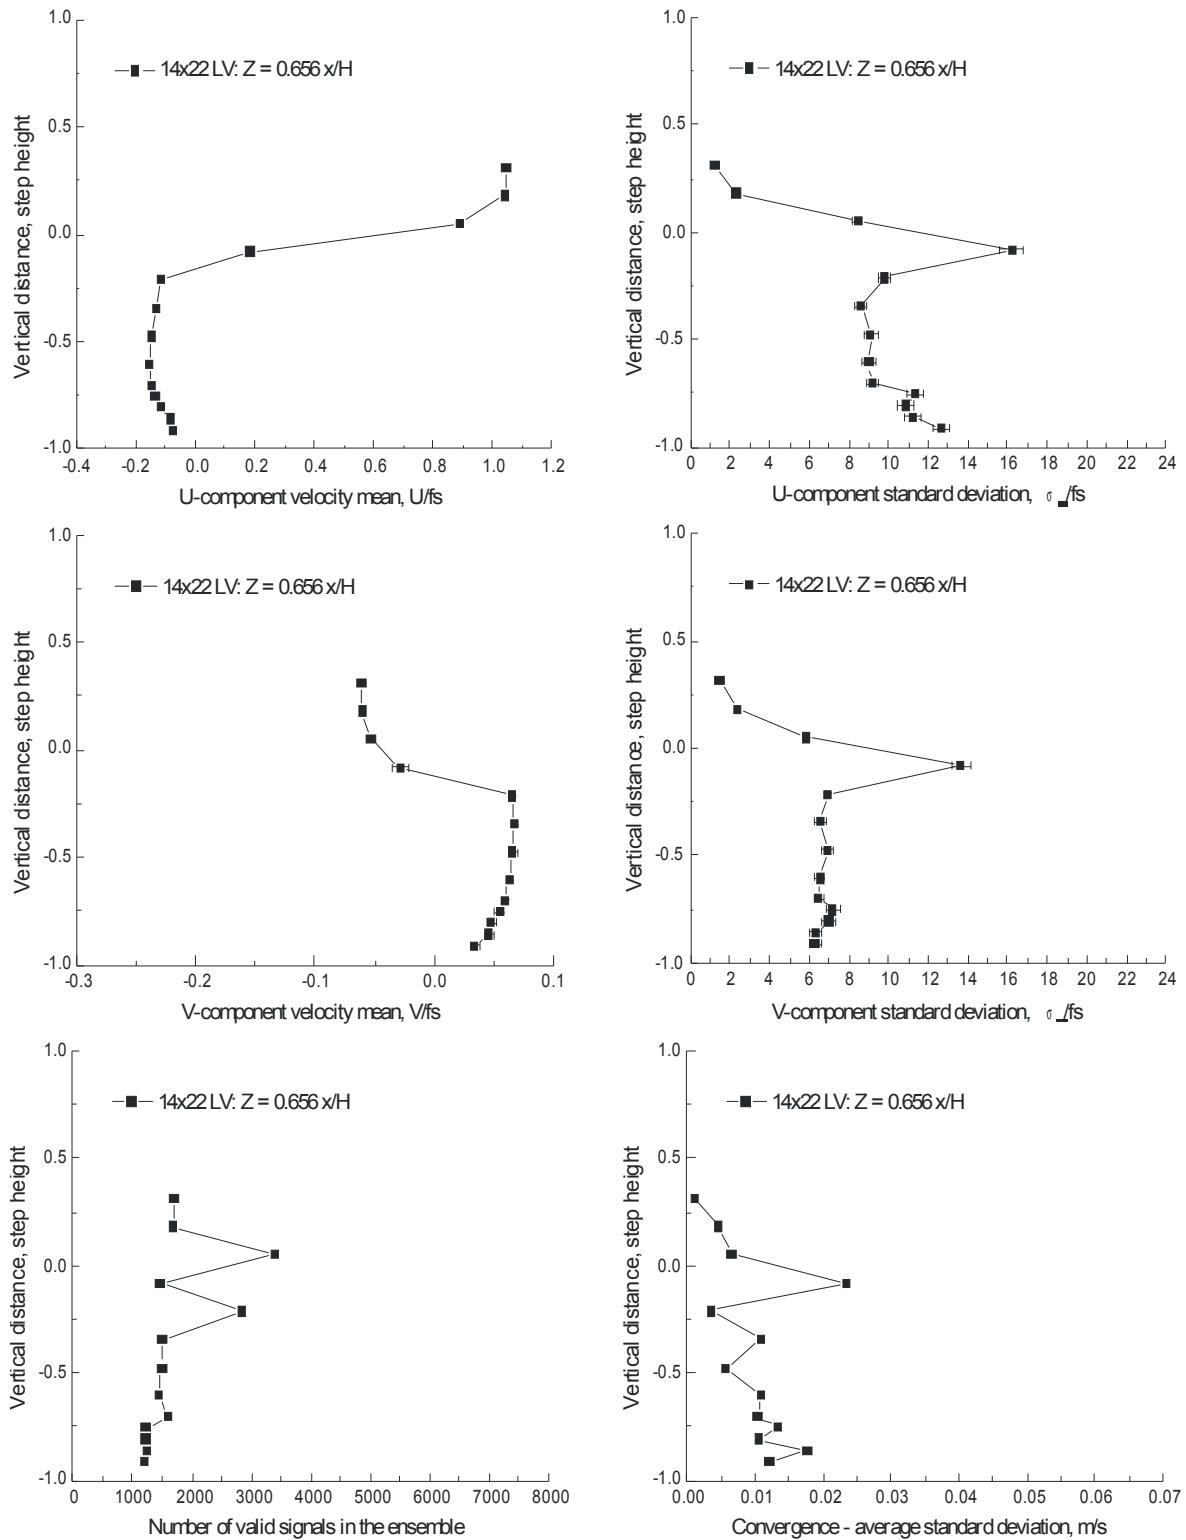 1.0
14x22 LV: Z = 0.656 x/H
0.5
0.0
-0.5
-1.0
Vertical distance, step height
-0.4 -0.2 0.0 0.2 0.4 0.6 0.8 1.0 1.2
U-component velocity mean, U/fs
1.0
14x22 LV: Z = 0.656 x/H
0.5
0.0
-0.5
-1.0
Vertical distance, step height
0 2 4 6 8 10 12 14 16 18 20 22 24
U-component standard deviation, σ_/fs
1.0
14x22 LV: Z = 0.656 x/H
0.5
0.0
-0.5
-1.0
Vertical distance, step height
-0.3 -0.2 -0.1 0.0 0.1
V-component velocity mean, V/fs
1.0
14x22 LV: Z = 0.656 x/H
0.5
0.0
-0.5
-1.0
Vertical distance, step height
0 2 4 6 8 10 12 14 16 18 20 22 24
V-component standard deviation, σ_/fs
1.0
14x22 LV: Z = 0.656 x/H
0.5
0.0
-0.5
-1.0
Vertical distance, step height
0 1000 2000 3000 4000 5000 6000 7000 8000
Number of valid signals in the ensemble
1.0
14x22 LV: Z = 0.656 x/H
0.5
0.0
-0.5
-1.0
Vertical distance, step height
0.00 0.01 0.02 0.03 0.04 0.05 0.06 0.07
Convergence - average standard deviation, m/s